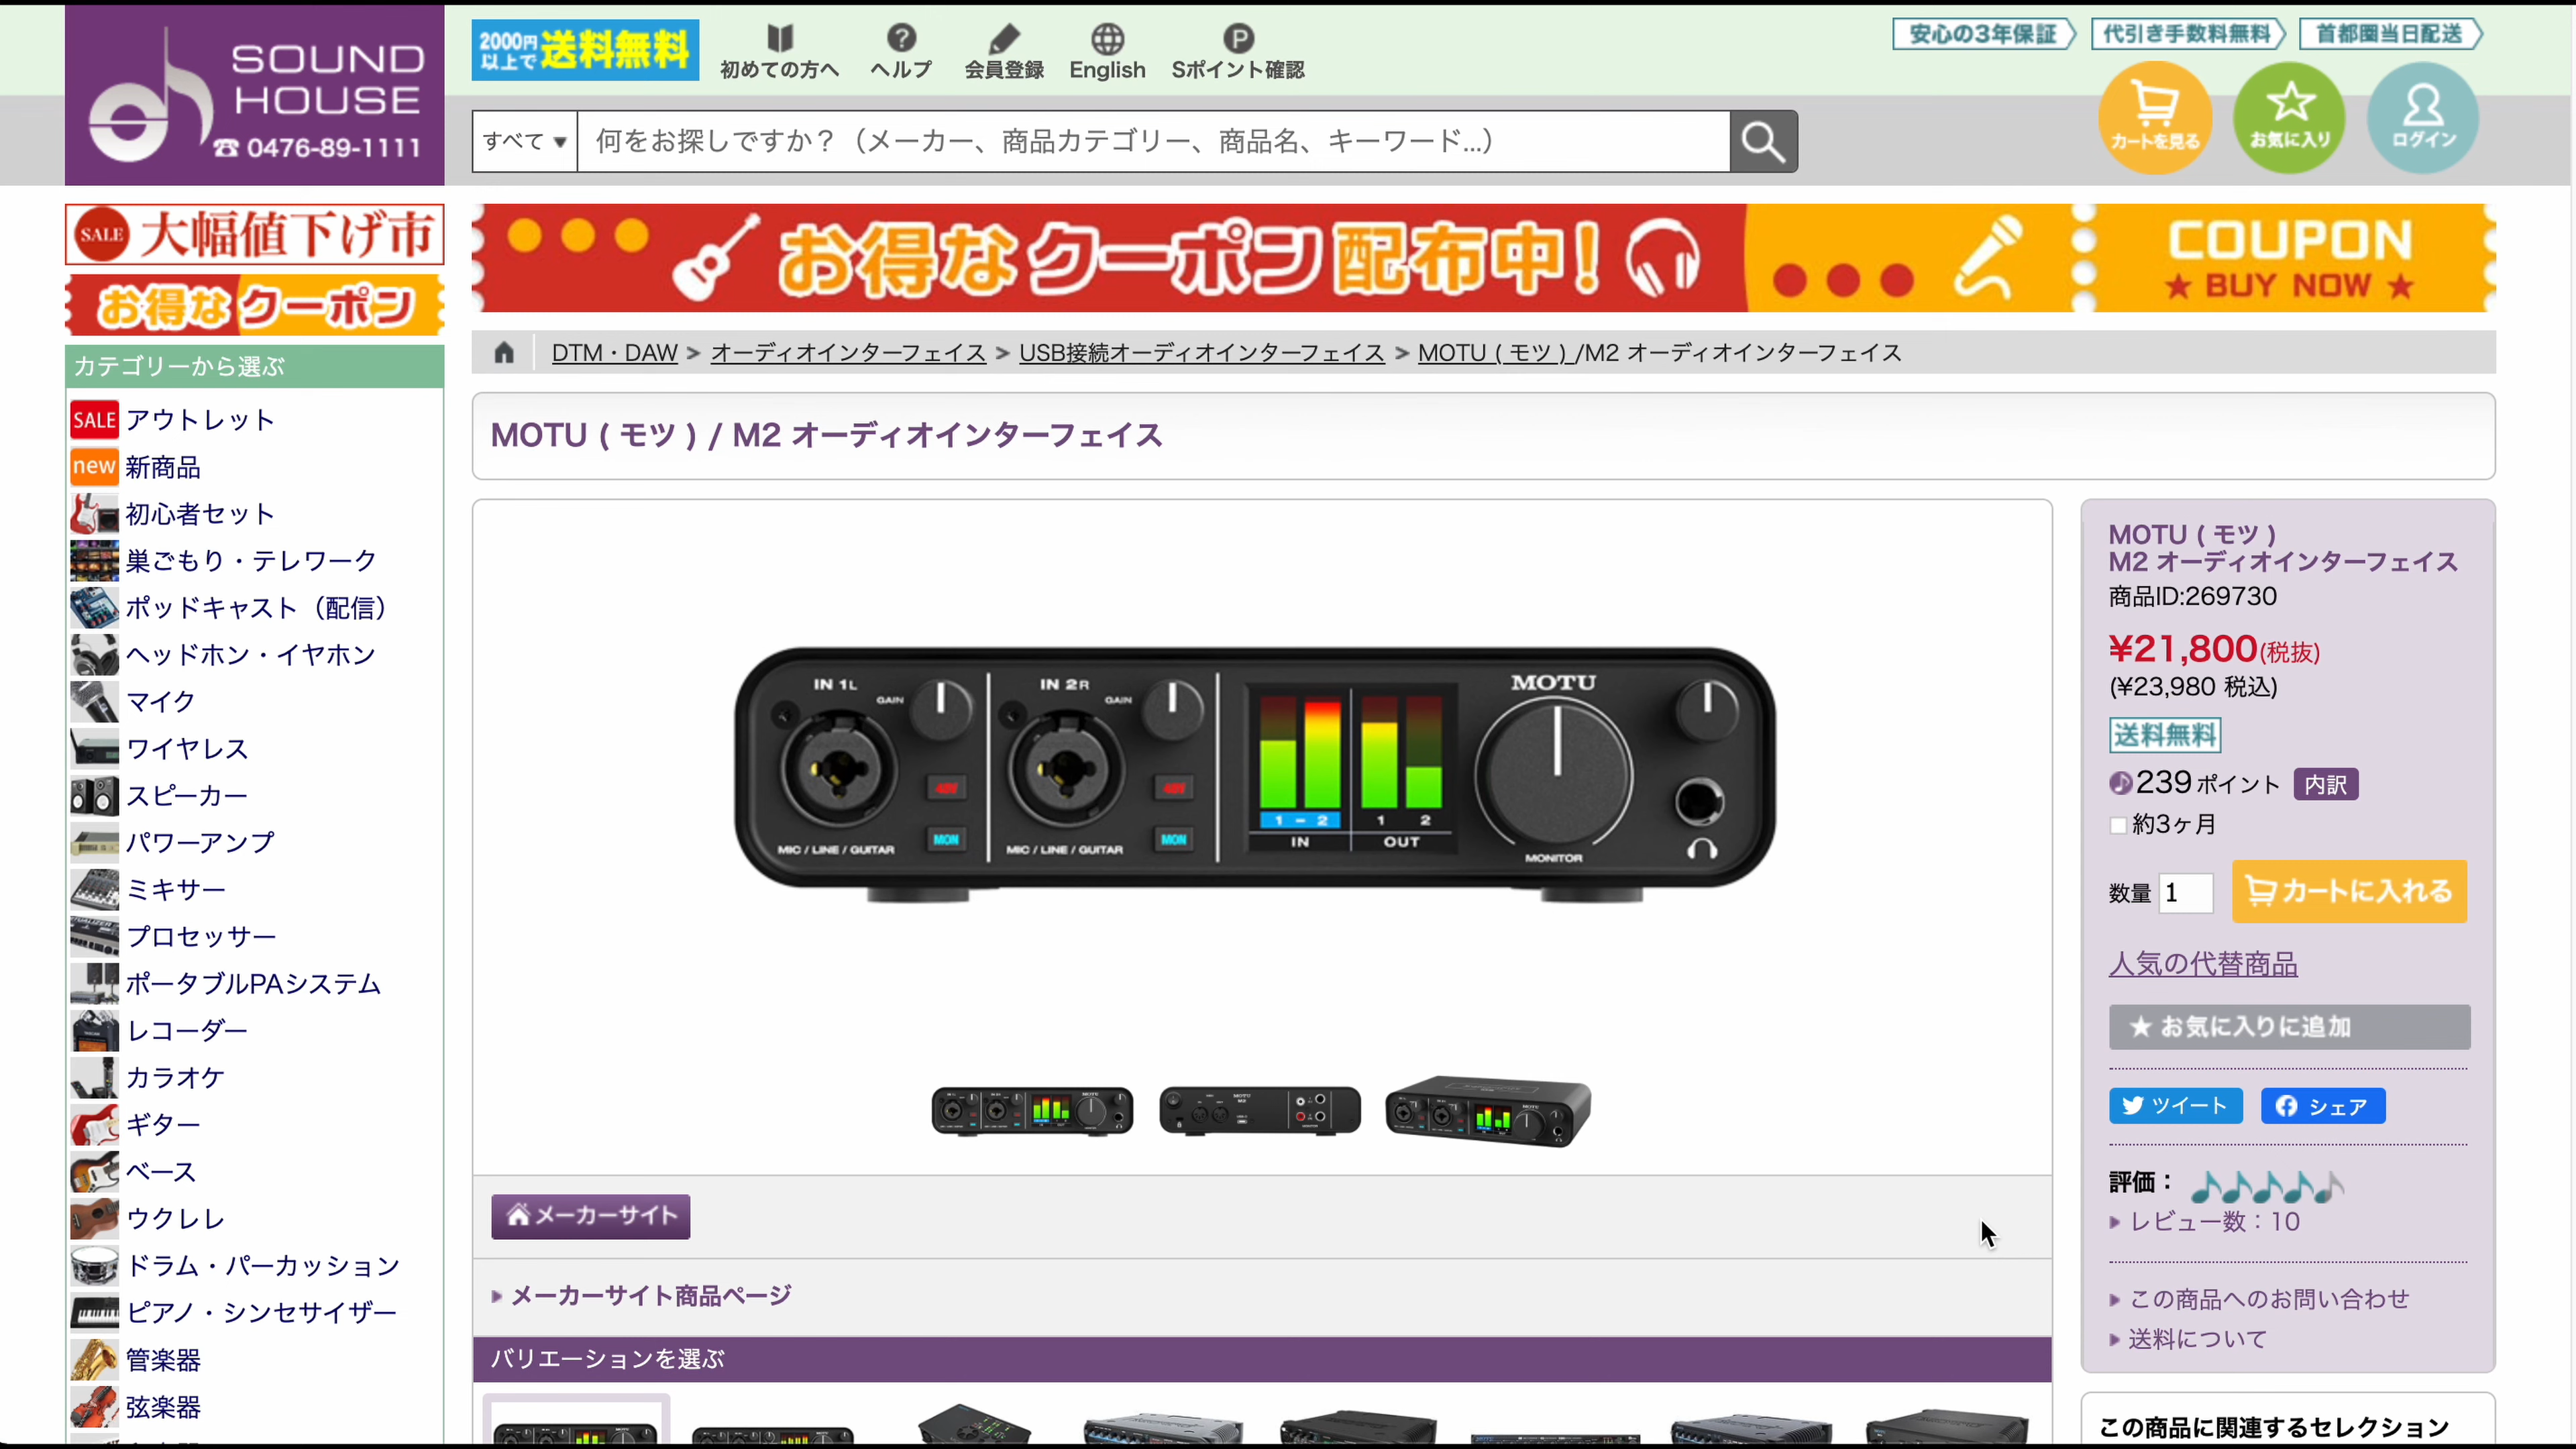 SOUND
HOUSE
☎ 0476-89-1111
2000円
以上で
送料無料
初めての方へ
ヘルプ
会員登録
English
Sポイント確認
安心の3年保証
代引き手数料無料
首都圏当日配送
すべて ▼
何をお探しですか？（メーカー、商品カテゴリー、商品名、キーワード...）
カートを見る
お気に入り
ログイン
SALE 大幅値下げ市
お得なクーポン
お得なクーポン配布中！
COUPON
★ BUY NOW ★
カテゴリーから選ぶ
SALE アウトレット
new 新商品
初心者セット
巣ごもり・テレワーク
ポッドキャスト（配信）
ヘッドホン・イヤホン
マイク
ワイヤレス
スピーカー
パワーアンプ
ミキサー
プロセッサー
ポータブルPAシステム
レコーダー
カラオケ
ギター
ベース
ウクレレ
ドラム・パーカッション
ピアノ・シンセサイザー
管楽器
弦楽器
DTM・DAW > オーディオインターフェイス > USB接続オーディオインターフェイス > MOTU ( モツ ) /M2 オーディオインターフェイス
MOTU ( モツ ) / M2 オーディオインターフェイス
IN 1L
GAIN
48V
MON
MIC / LINE / GUITAR
IN 2R
GAIN
48V
MON
MIC / LINE / GUITAR
1 - 2
IN
1 2
OUT
MOTU
MONITOR
メーカーサイト
メーカーサイト商品ページ
バリエーションを選ぶ
MOTU ( モツ )
M2 オーディオインターフェイス
商品ID:269730
¥21,800(税抜)
(¥23,980 税込)
送料無料
239ポイント 内訳
約3ヶ月
数量 1
カートに入れる
人気の代替商品
★ お気に入りに追加
ツイート
シェア
評価：
レビュー数：10
この商品へのお問い合わせ
送料について
この商品に関連するセレクション